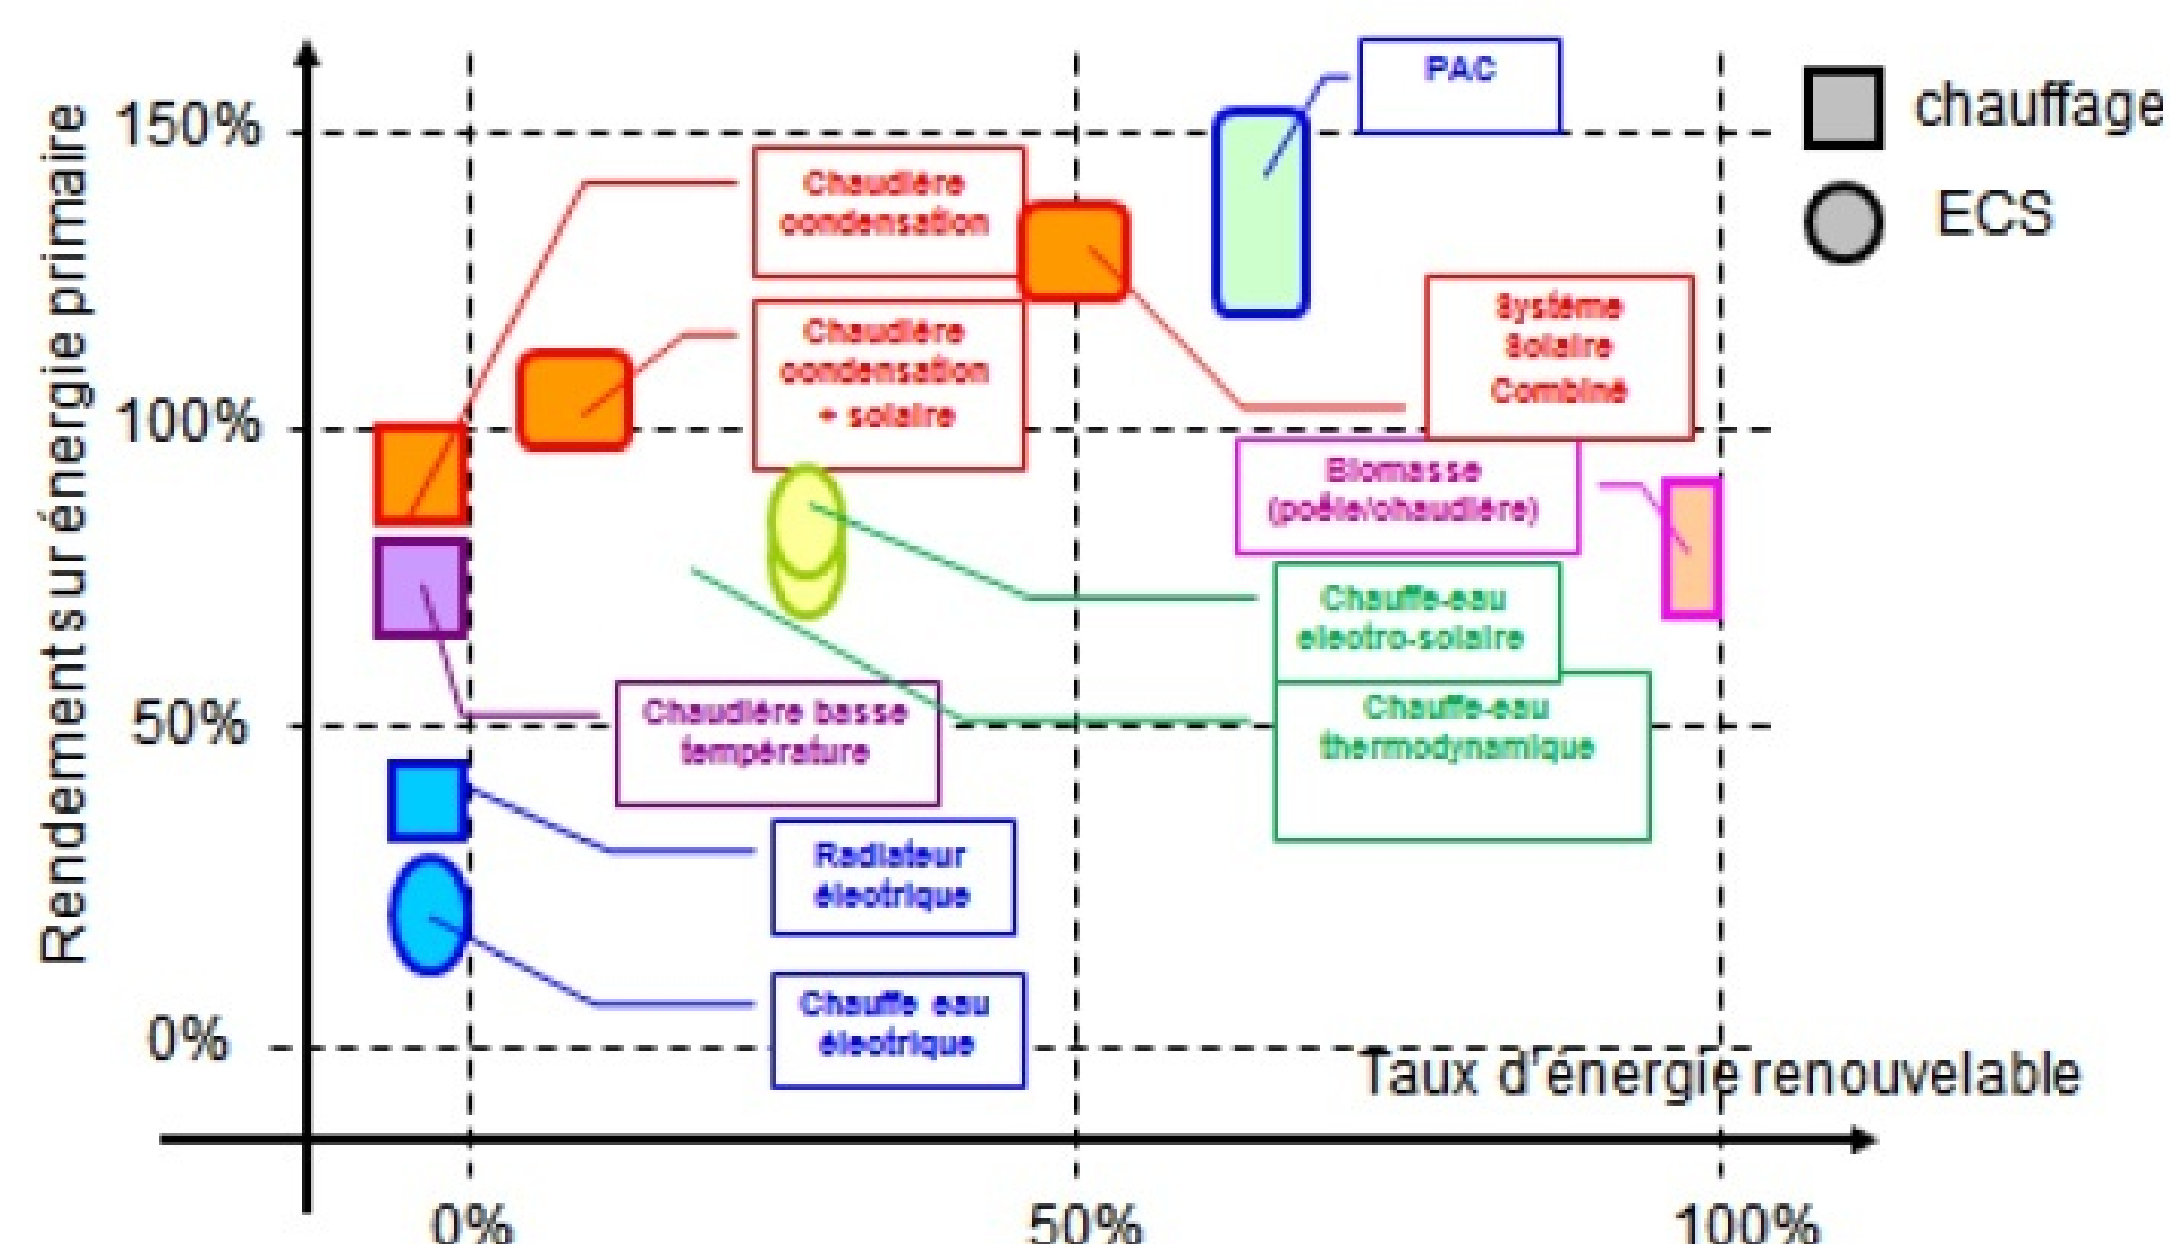 Rendement sur énergie primaire
150%
100%
50%
0%
PAC
chauffage
ECS
Chaudière
condensation
Chaudière
condensation
+ solaire
Système
Solaire
Combiné
Biomasse
(poêle/chaudière)
Chauffe-eau
electro-solaire
Chauffe-eau
thermodynamique
Chaudière basse
température
Radiateur
électrique
Chauffe eau
électrique
Taux d'énergie renouvelable
0%
50%
100%